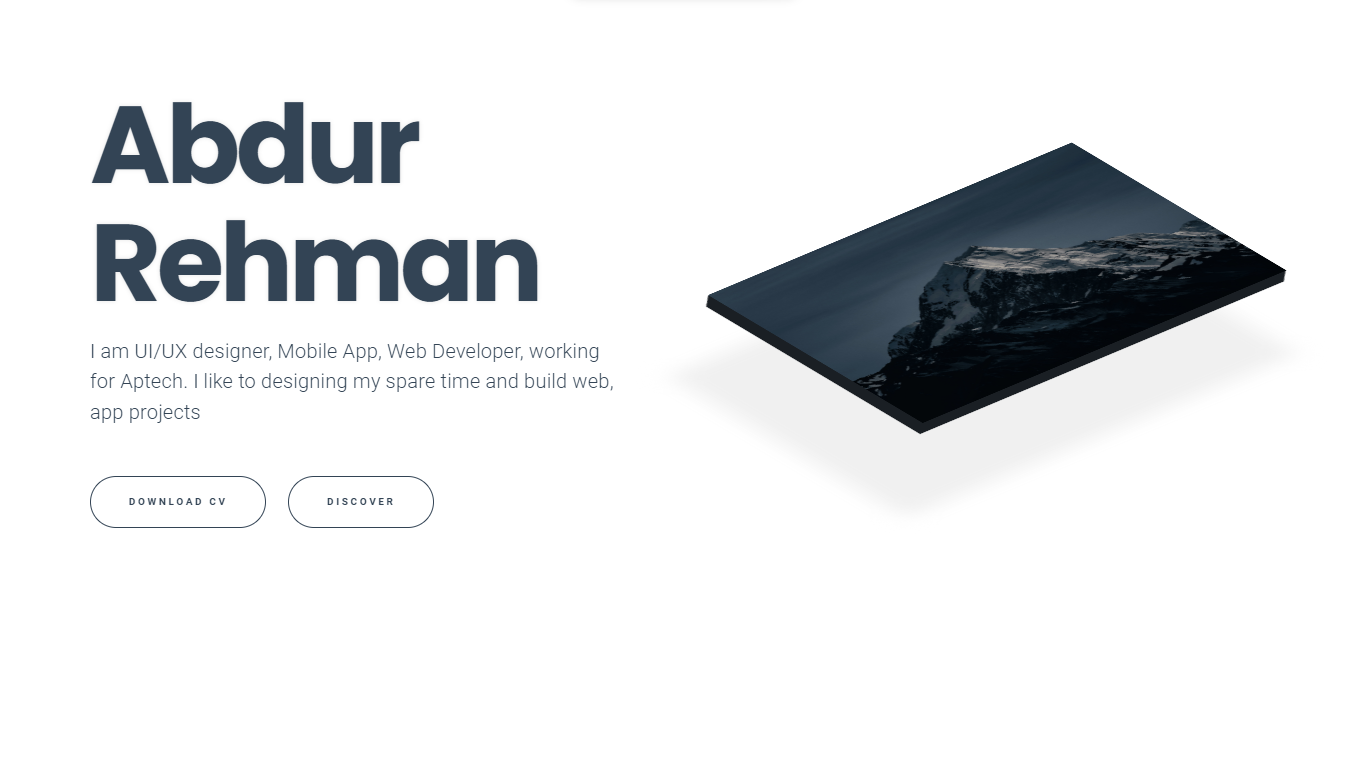 Abdur
Rehman
I am UI/UX designer, Mobile App, Web Developer, working
for Aptech. I like to designing my spare time and build web,
app projects
DOWNLOAD CV
DISCOVER